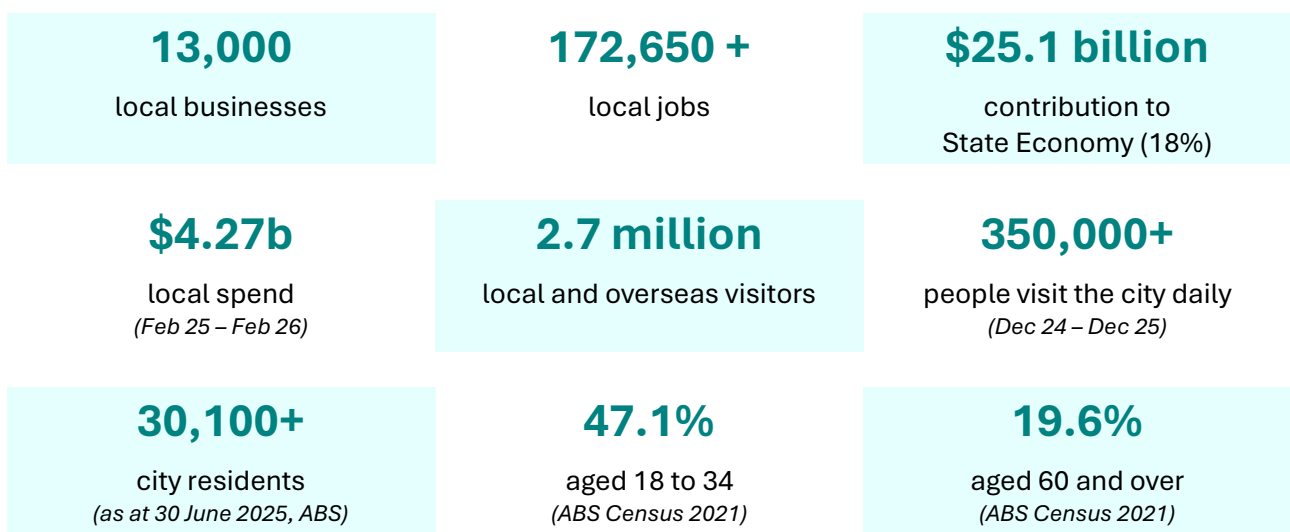 13,000
local businesses
172,650 +
local jobs
$25.1 billion
contribution to
State Economy (18%)
$4.27b
local spend
(Feb 25 – Feb 26)
2.7 million
local and overseas visitors
350,000+
people visit the city daily
(Dec 24 – Dec 25)
30,100+
city residents
(as at 30 June 2025, ABS)
47.1%
aged 18 to 34
(ABS Census 2021)
19.6%
aged 60 and over
(ABS Census 2021)